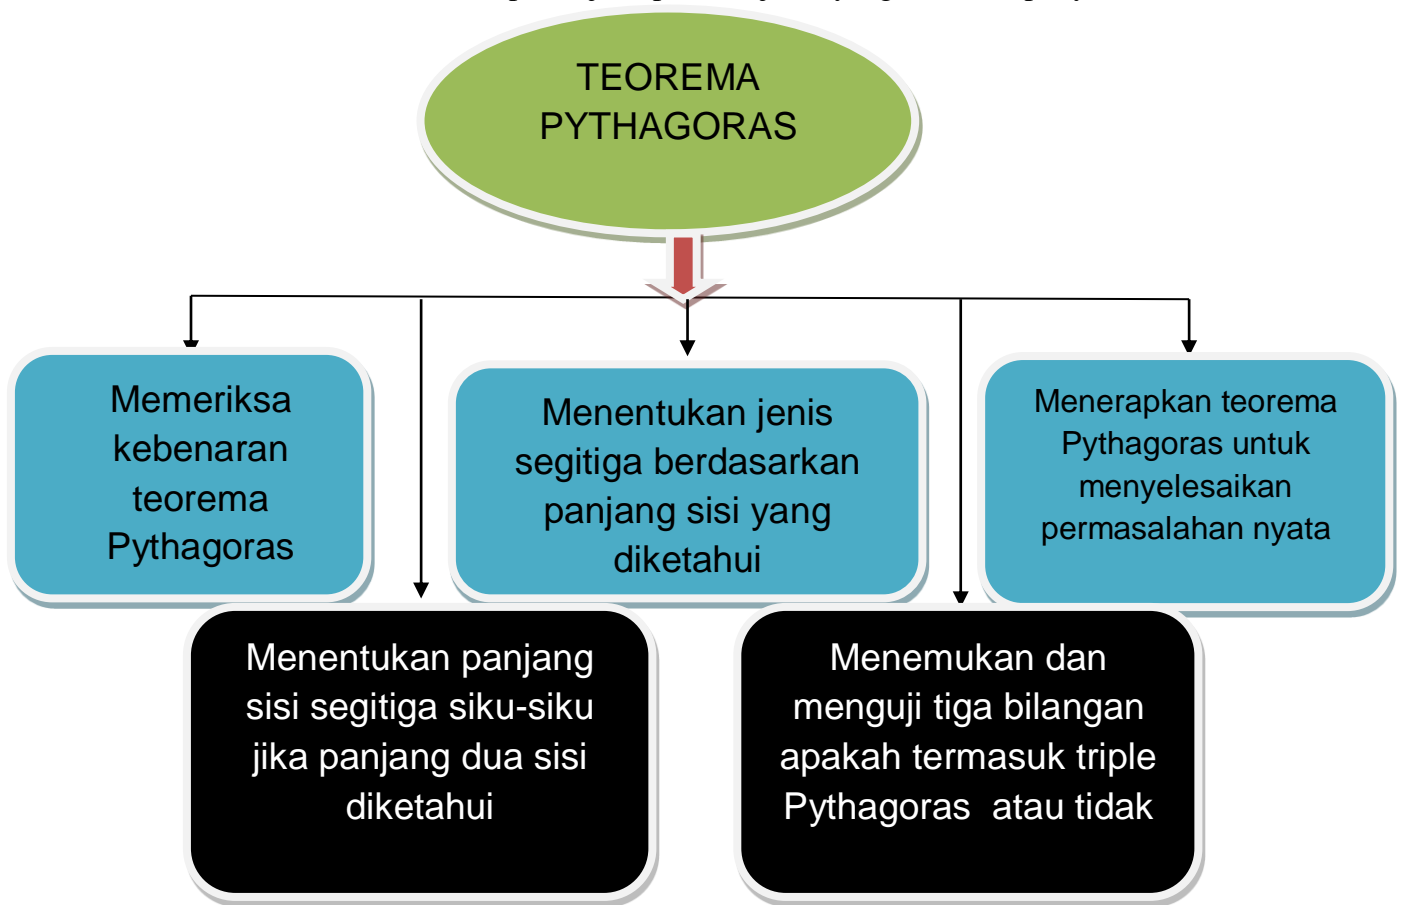 TEOREMA
PYTHAGORAS
Memeriksa
kebenaran
teorema
Pythagoras
Menentukan jenis
segitiga berdasarkan
panjang sisi yang
diketahui
Menerapkan teorema
Pythagoras untuk
menyelesaikan
permasalahan nyata
Menentukan panjang
sisi segitiga siku-siku
jika panjang dua sisi
diketahui
Menemukan dan
menguji tiga bilangan
apakah termasuk triple
Pythagoras  atau tidak